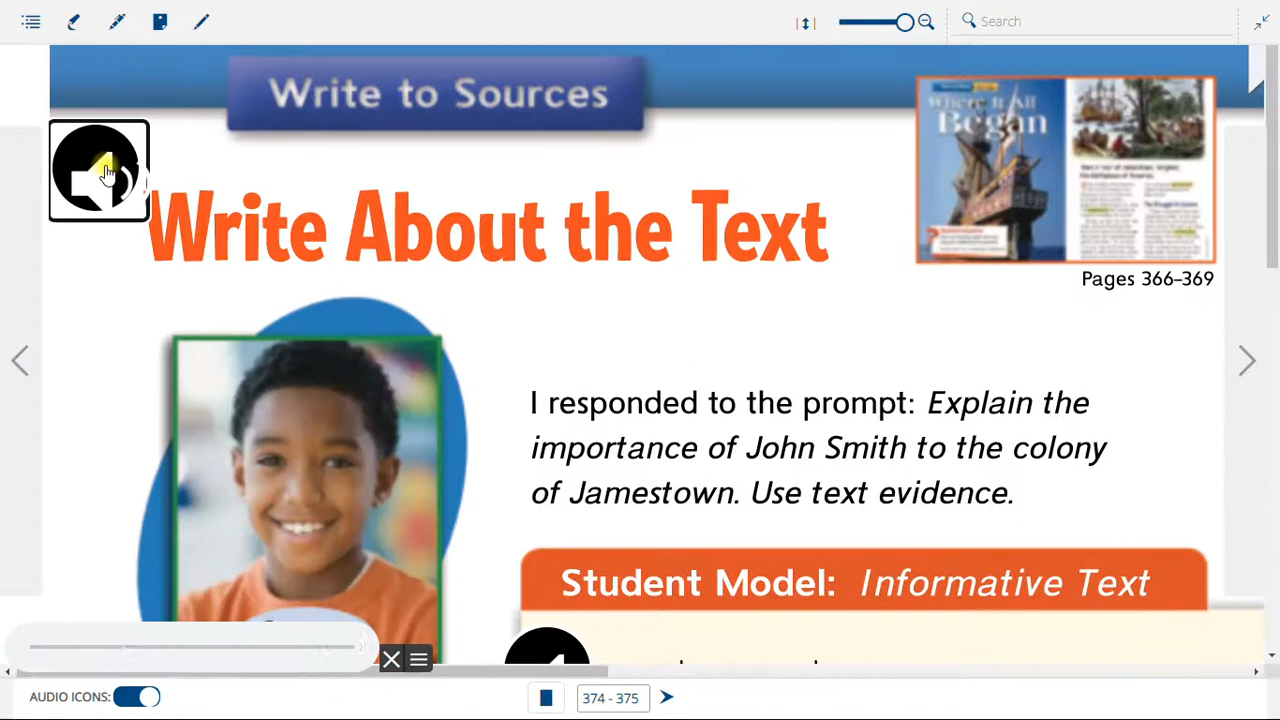 Search
Write to Sources
Where It All
Began
Write About the Text
Pages 366–369
I responded to the prompt: Explain the
importance of John Smith to the colony
of Jamestown. Use text evidence.
Student Model: Informative Text
AUDIO ICONS:
374 - 375